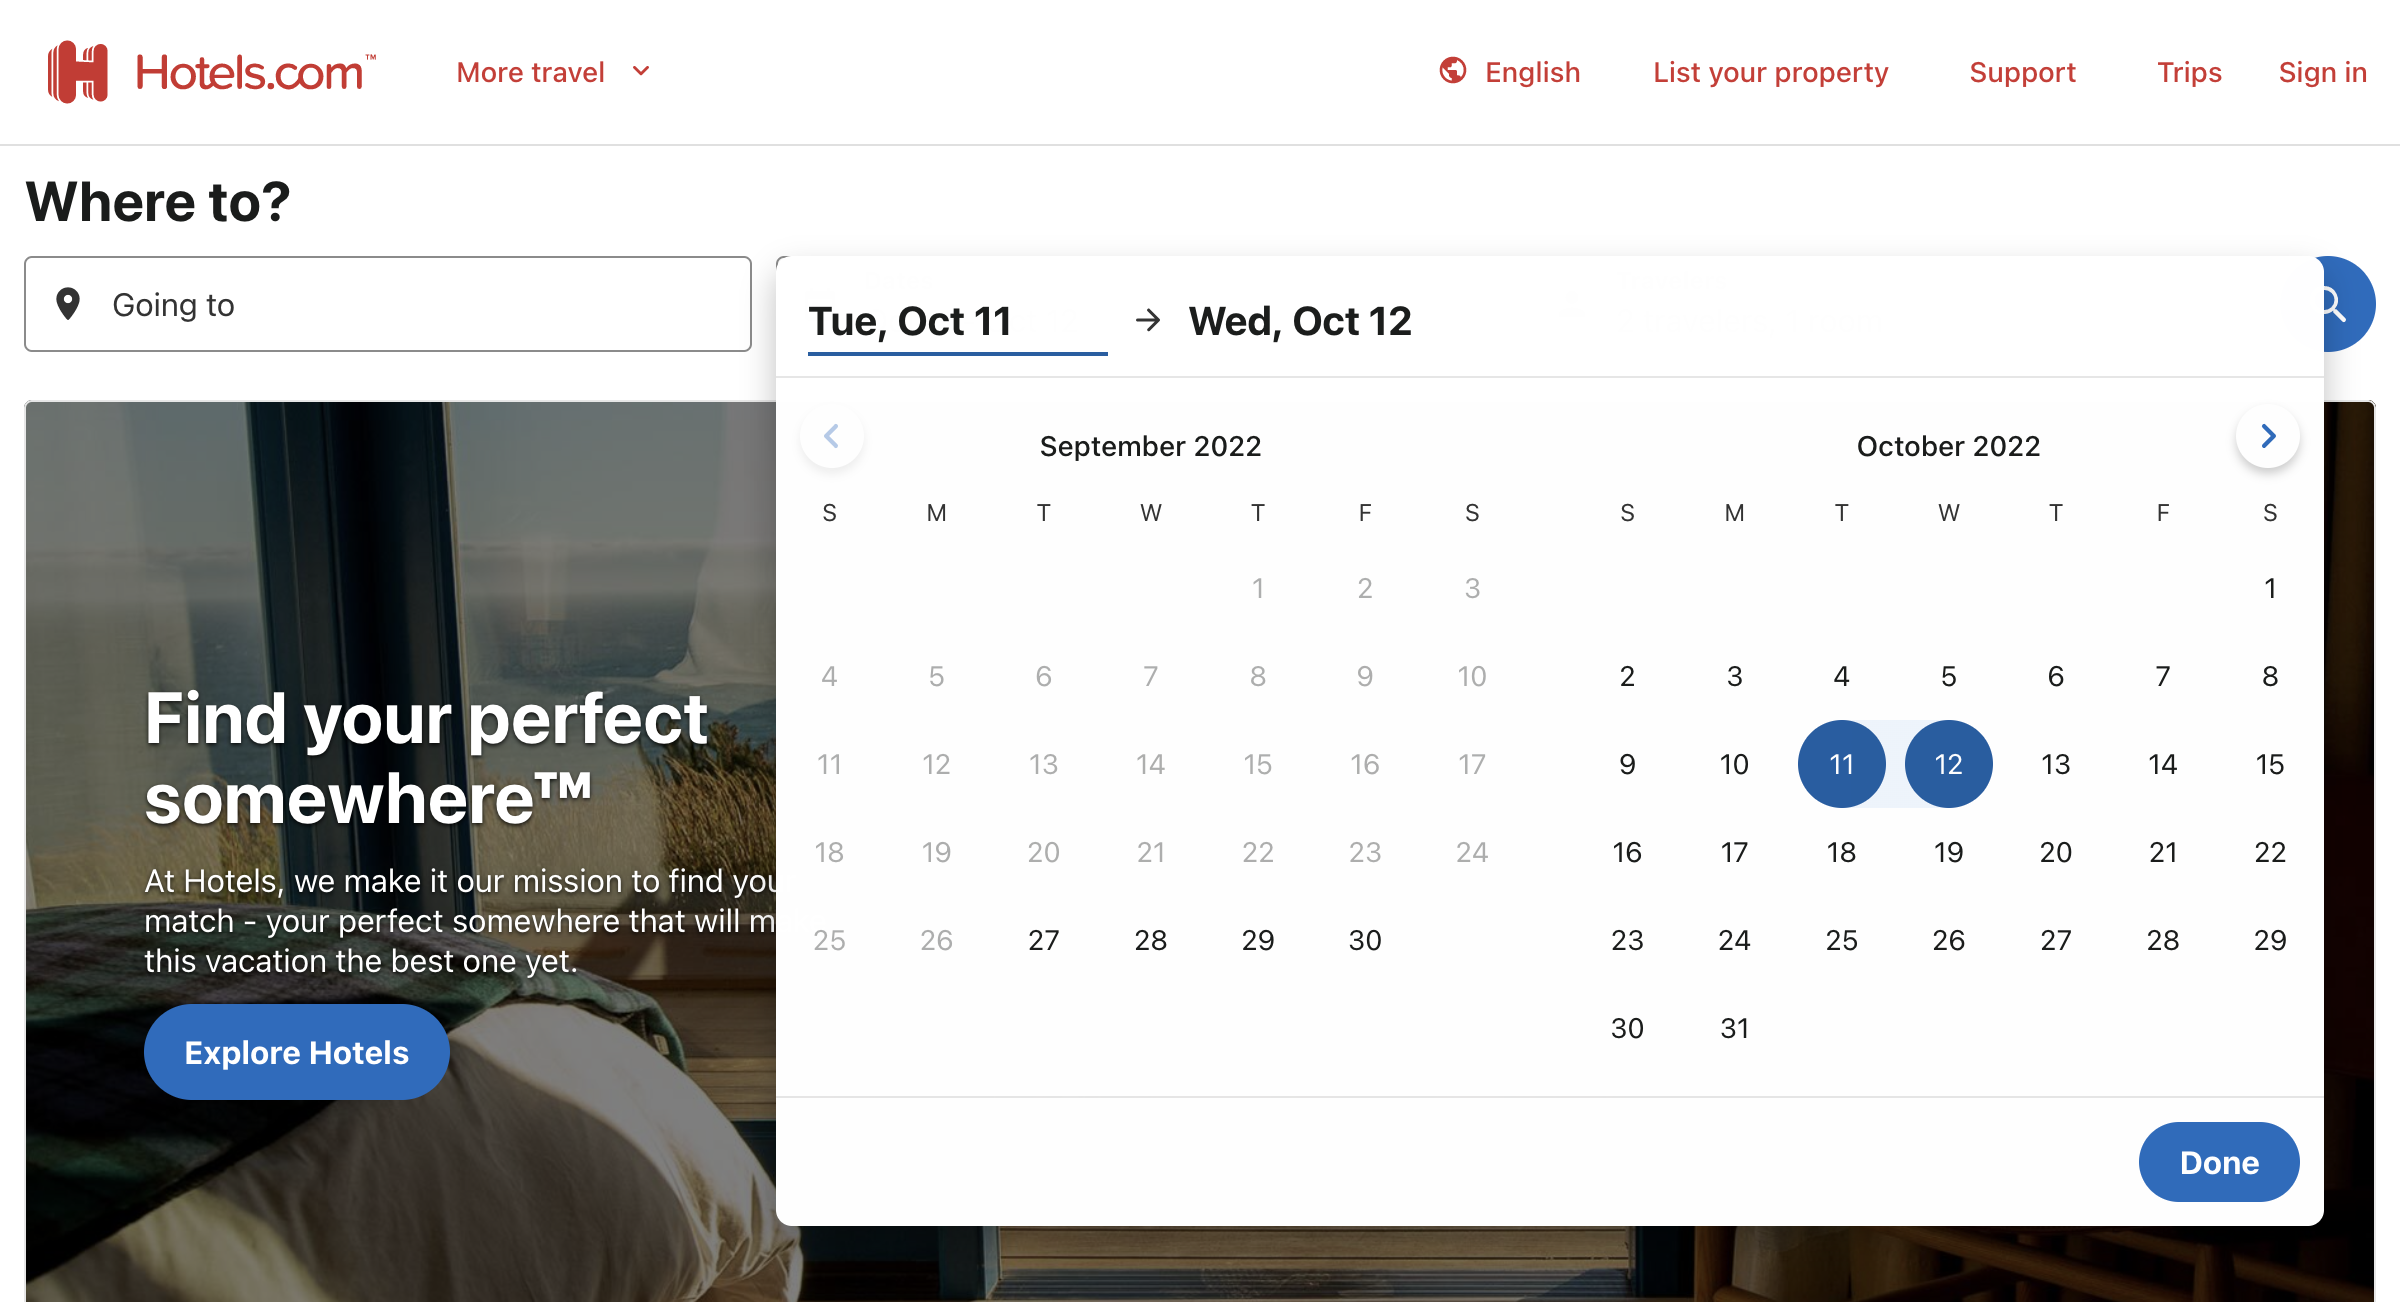 Hotels.com™
More travel
English
List your property
Support
Trips
Sign in
Where to?
Going to
Tue, Oct 11
Wed, Oct 12
September 2022
S M T W T F S
1 2 3
4 5 6 7 8 9 10
11 12 13 14 15 16 17
18 19 20 21 22 23 24
25 26 27 28 29 30
October 2022
S M T W T F S
1
2 3 4 5 6 7 8
9 10 11 12 13 14 15
16 17 18 19 20 21 22
23 24 25 26 27 28 29
30 31
Done
Find your perfect
somewhere™
At Hotels, we make it our mission to find you
match - your perfect somewhere that will m
this vacation the best one yet.
Explore Hotels